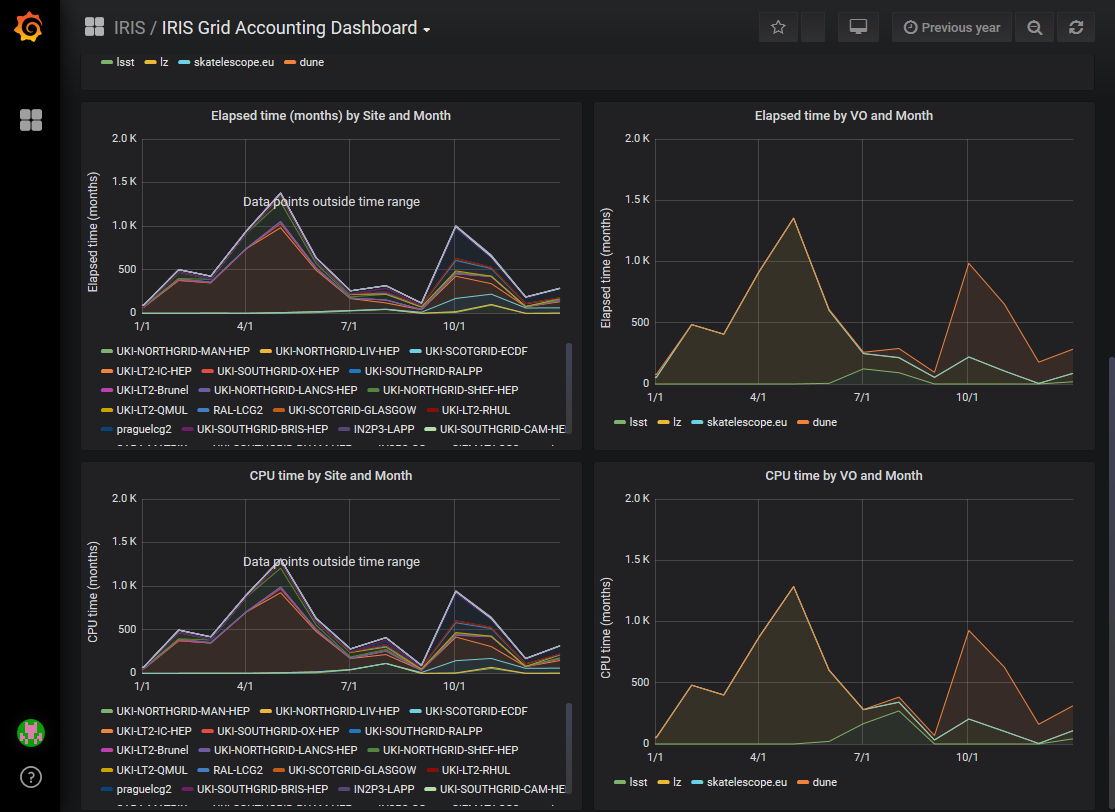 IRIS / IRIS Grid Accounting Dashboard
Previous year
lsst lz skatelescope.eu dune
Elapsed time (months) by Site and Month
2.0 K
1.5 K
1.0 K
500
0
Elapsed time (months)
Data points outside time range
1/1 4/1 7/1 10/1
UKI-NORTHGRID-MAN-HEP UKI-NORTHGRID-LIV-HEP UKI-SCOTGRID-ECDF
UKI-LT2-IC-HEP UKI-SOUTHGRID-OX-HEP UKI-SOUTHGRID-RALPP
UKI-LT2-Brunel UKI-NORTHGRID-LANCS-HEP UKI-NORTHGRID-SHEF-HEP
UKI-LT2-QMUL RAL-LCG2 UKI-SCOTGRID-GLASGOW UKI-LT2-RHUL
praguelcg2 UKI-SOUTHGRID-BRIS-HEP IN2P3-LAPP UKI-SOUTHGRID-CAM-HE
Elapsed time by VO and Month
2.0 K
1.5 K
1.0 K
500
0
Elapsed time (months)
1/1 4/1 7/1 10/1
lsst lz skatelescope.eu dune
CPU time by Site and Month
2.0 K
1.5 K
1.0 K
500
0
CPU time (months)
Data points outside time range
1/1 4/1 7/1 10/1
UKI-NORTHGRID-MAN-HEP UKI-NORTHGRID-LIV-HEP UKI-SCOTGRID-ECDF
UKI-LT2-IC-HEP UKI-SOUTHGRID-OX-HEP UKI-SOUTHGRID-RALPP
UKI-LT2-Brunel UKI-NORTHGRID-LANCS-HEP UKI-NORTHGRID-SHEF-HEP
UKI-LT2-QMUL RAL-LCG2 UKI-SCOTGRID-GLASGOW UKI-LT2-RHUL
praguelcg2 UKI-SOUTHGRID-BRIS-HEP IN2P3-LAPP UKI-SOUTHGRID-CAM-HE
CPU time by VO and Month
2.0 K
1.5 K
1.0 K
500
0
CPU time (months)
1/1 4/1 7/1 10/1
lsst lz skatelescope.eu dune